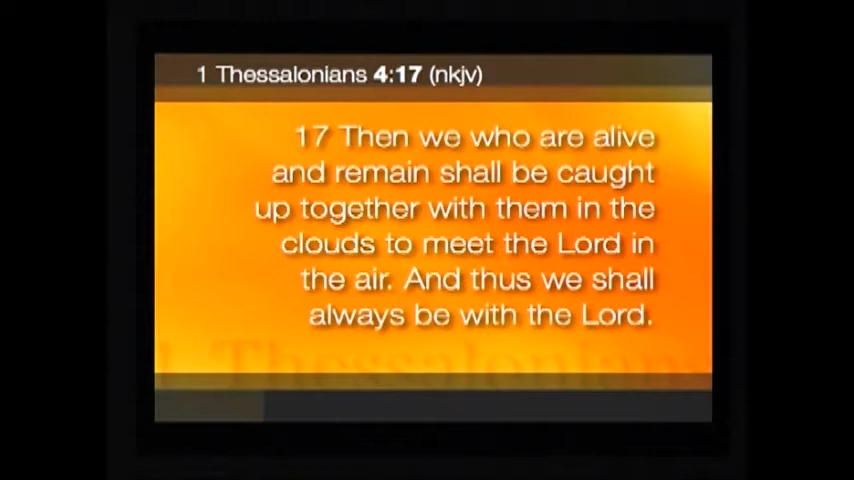 1 Thessalonians 4:17 (nkjv)
17 Then we who are alive
and remain shall be caught
up together with them in the
clouds to meet the Lord in
the air. And thus we shall
always be with the Lord.
1 Thessalonians